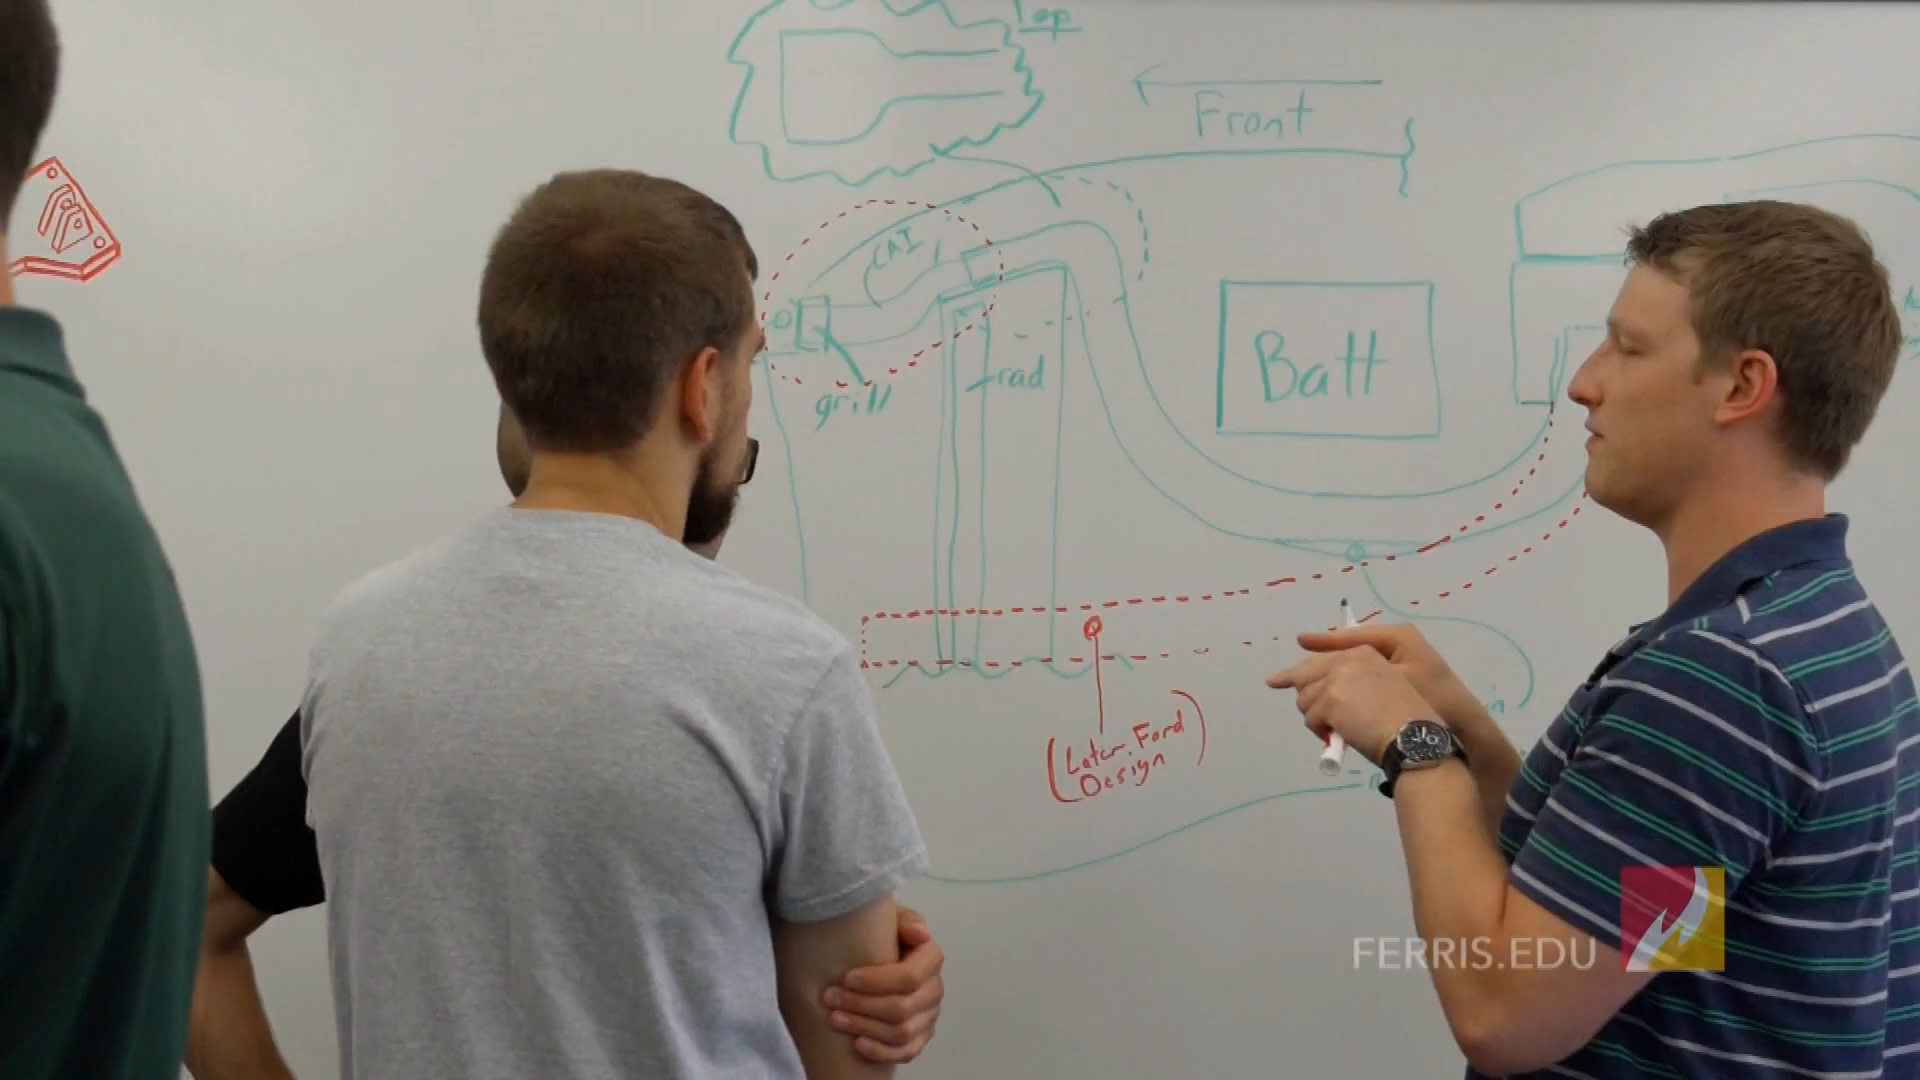 Top
Front
CAI
grill
rad
Batt
(Later. Ford
Design)
FERRIS.EDU